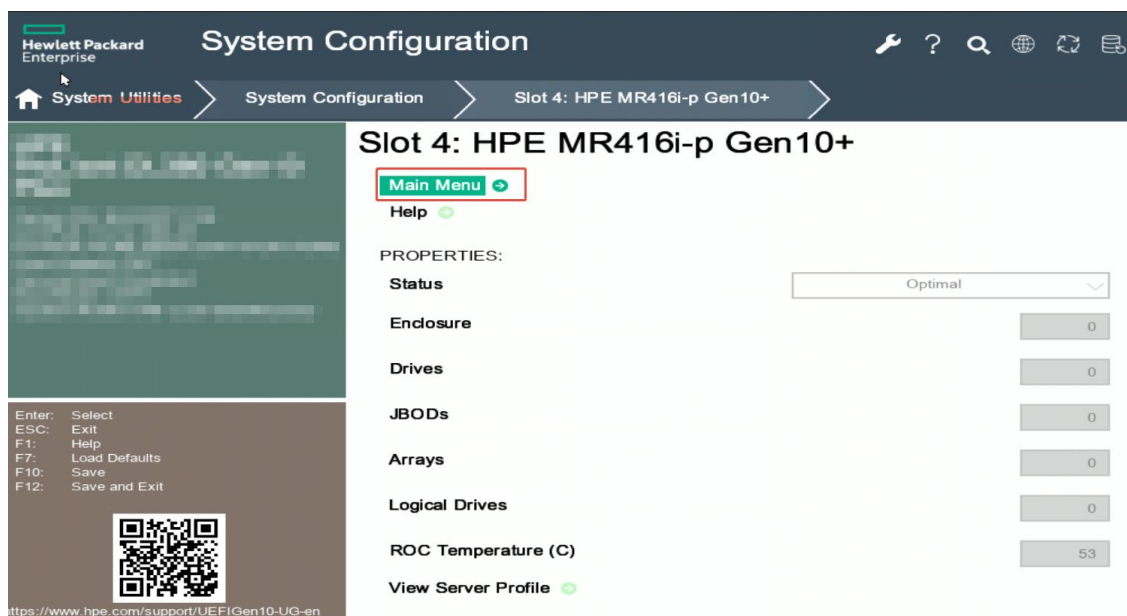 Hewlett Packard
Enterprise
System Configuration
System Utilities
System Configuration
Slot 4: HPE MR416i-p Gen10+
Slot 4: HPE MR416i-p Gen10+
Main Menu
Help
PROPERTIES:
Status Optimal
Enclosure 0
Drives 0
JBODs 0
Arrays 0
Logical Drives 0
ROC Temperature (C) 53
View Server Profile
Enter: Select
ESC: Exit
F1: Help
F7: Load Defaults
F10: Save
F12: Save and Exit
ttps://www.hpe.com/support/UEFIGen10-UG-en